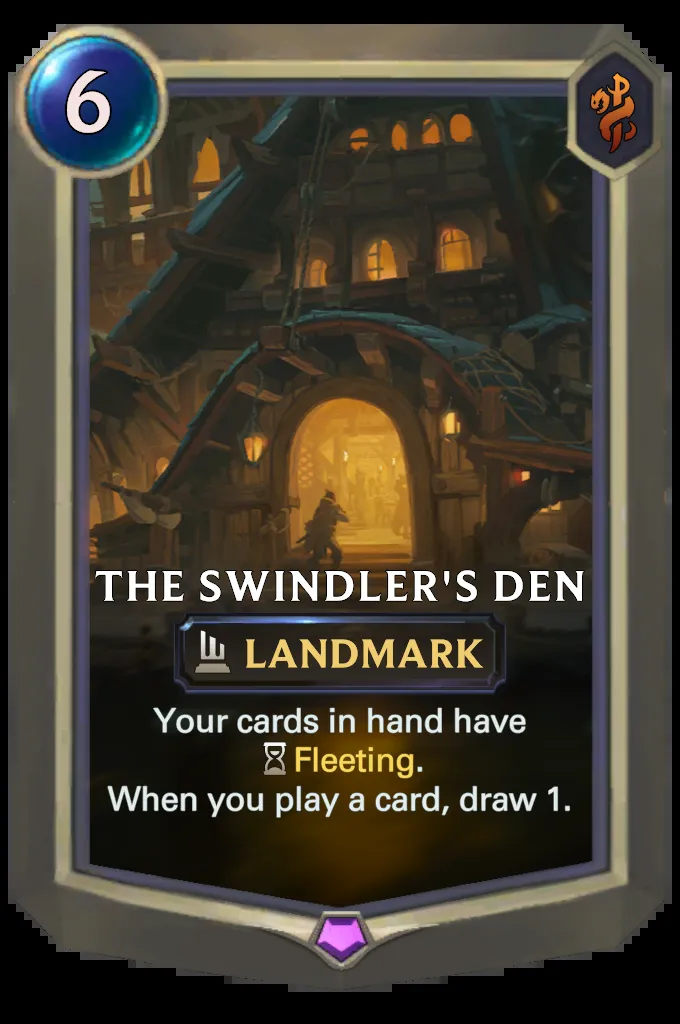 6
THE SWINDLER'S DEN
LANDMARK
Your cards in hand have
Fleeting.
When you play a card, draw 1.